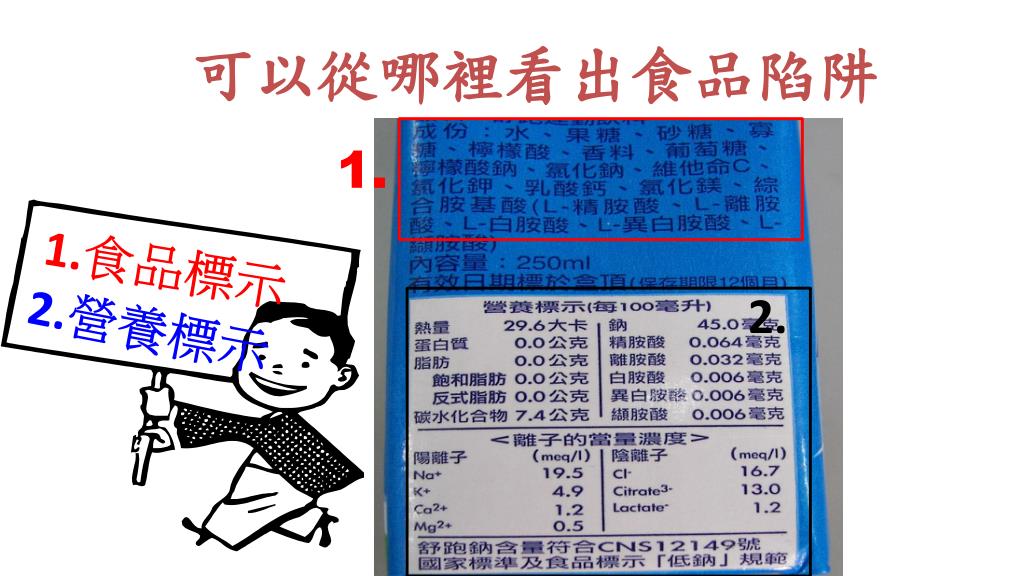 可以從哪裡看出食品陷阱
1.
1.食品標示
2.營養標示
成份：水、果糖、砂糖、寡
糖、檸檬酸、香料、葡萄糖、
檸檬酸鈉、氯化鈉、維他命C、
氯化鉀、乳酸鈣、氯化鎂、綜
合胺基酸(L-精胺酸、L-離胺
酸、L-白胺酸、L-異白胺酸、L-
纈胺酸)
內容量：250ml
有效日期標於盒頂(保存期限12個月)
2.
營養標示(每100毫升)
熱量 29.6大卡
蛋白質 0.0公克
脂肪 0.0公克
飽和脂肪 0.0公克
反式脂肪 0.0公克
碳水化合物 7.4公克
鈉 45.0毫克
精胺酸 0.064毫克
離胺酸 0.032毫克
白胺酸 0.006毫克
異白胺酸 0.006毫克
纈胺酸 0.006毫克
＜離子的當量濃度＞
陽離子 (meq/l)
Na+ 19.5
K+ 4.9
Ca2+ 1.2
Mg2+ 0.5
陰離子 (meq/l)
Cl- 16.7
Citrate3- 13.0
Lactate- 1.2
舒跑鈉含量符合CNS12149號
國家標準及食品標示「低鈉」規範